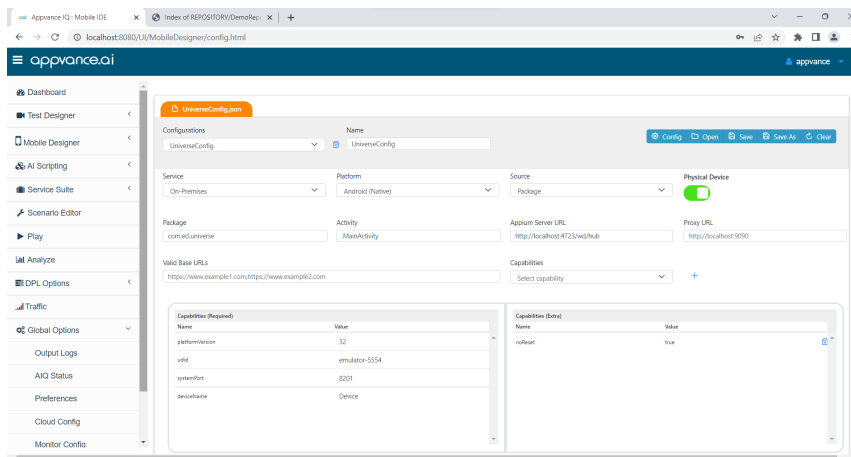 Appvance IQ : Mobile IDE
Index of REPOSITORY/DemoRep
localhost:8080/UI/MobileDesigner/config.html
appvance.ai
appvance
Dashboard
Test Designer
Mobile Designer
AI Scripting
Service Suite
Scenario Editor
Play
Analyze
DPL Options
Traffic
Global Options
Output Logs
AIQ Status
Preferences
Cloud Config
Monitor Config
UniverseConfig.json
Configurations
Name
UniverseConfig
UniverseConfig
Config
Open
Save
Save As
Clear
Service
Platform
Source
Physical Device
On-Premises
Android (Native)
Package
Package
Activity
Appium Server URL
Proxy URL
com.ed.universe
.MainActivity
http://localhost:4723/wd/hub
http://localhost:9090
Valid Base URLs
Capabilities
https://www.example1.com,https://www.example2.com
Select capability
Capabilities (Required)
Name Value
platformVersion 32
udid emulator-5554
systemPort 8201
deviceName Device
Capabilities (Extra)
Name Value
noReset true